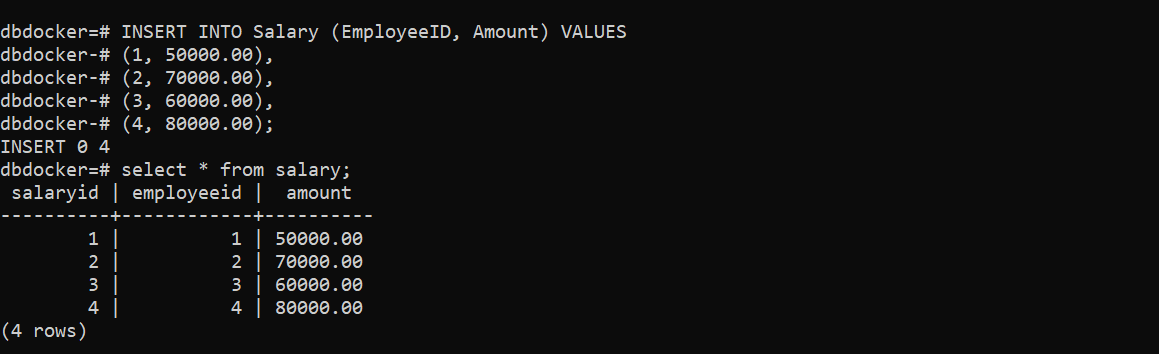 dbdocker=# INSERT INTO Salary (EmployeeID, Amount) VALUES
dbdocker-# (1, 50000.00),
dbdocker-# (2, 70000.00),
dbdocker-# (3, 60000.00),
dbdocker-# (4, 80000.00);
INSERT 0 4
dbdocker=# select * from salary;
 salaryid | employeeid |  amount
----------+------------+----------
        1 |          1 | 50000.00
        2 |          2 | 70000.00
        3 |          3 | 60000.00
        4 |          4 | 80000.00
(4 rows)